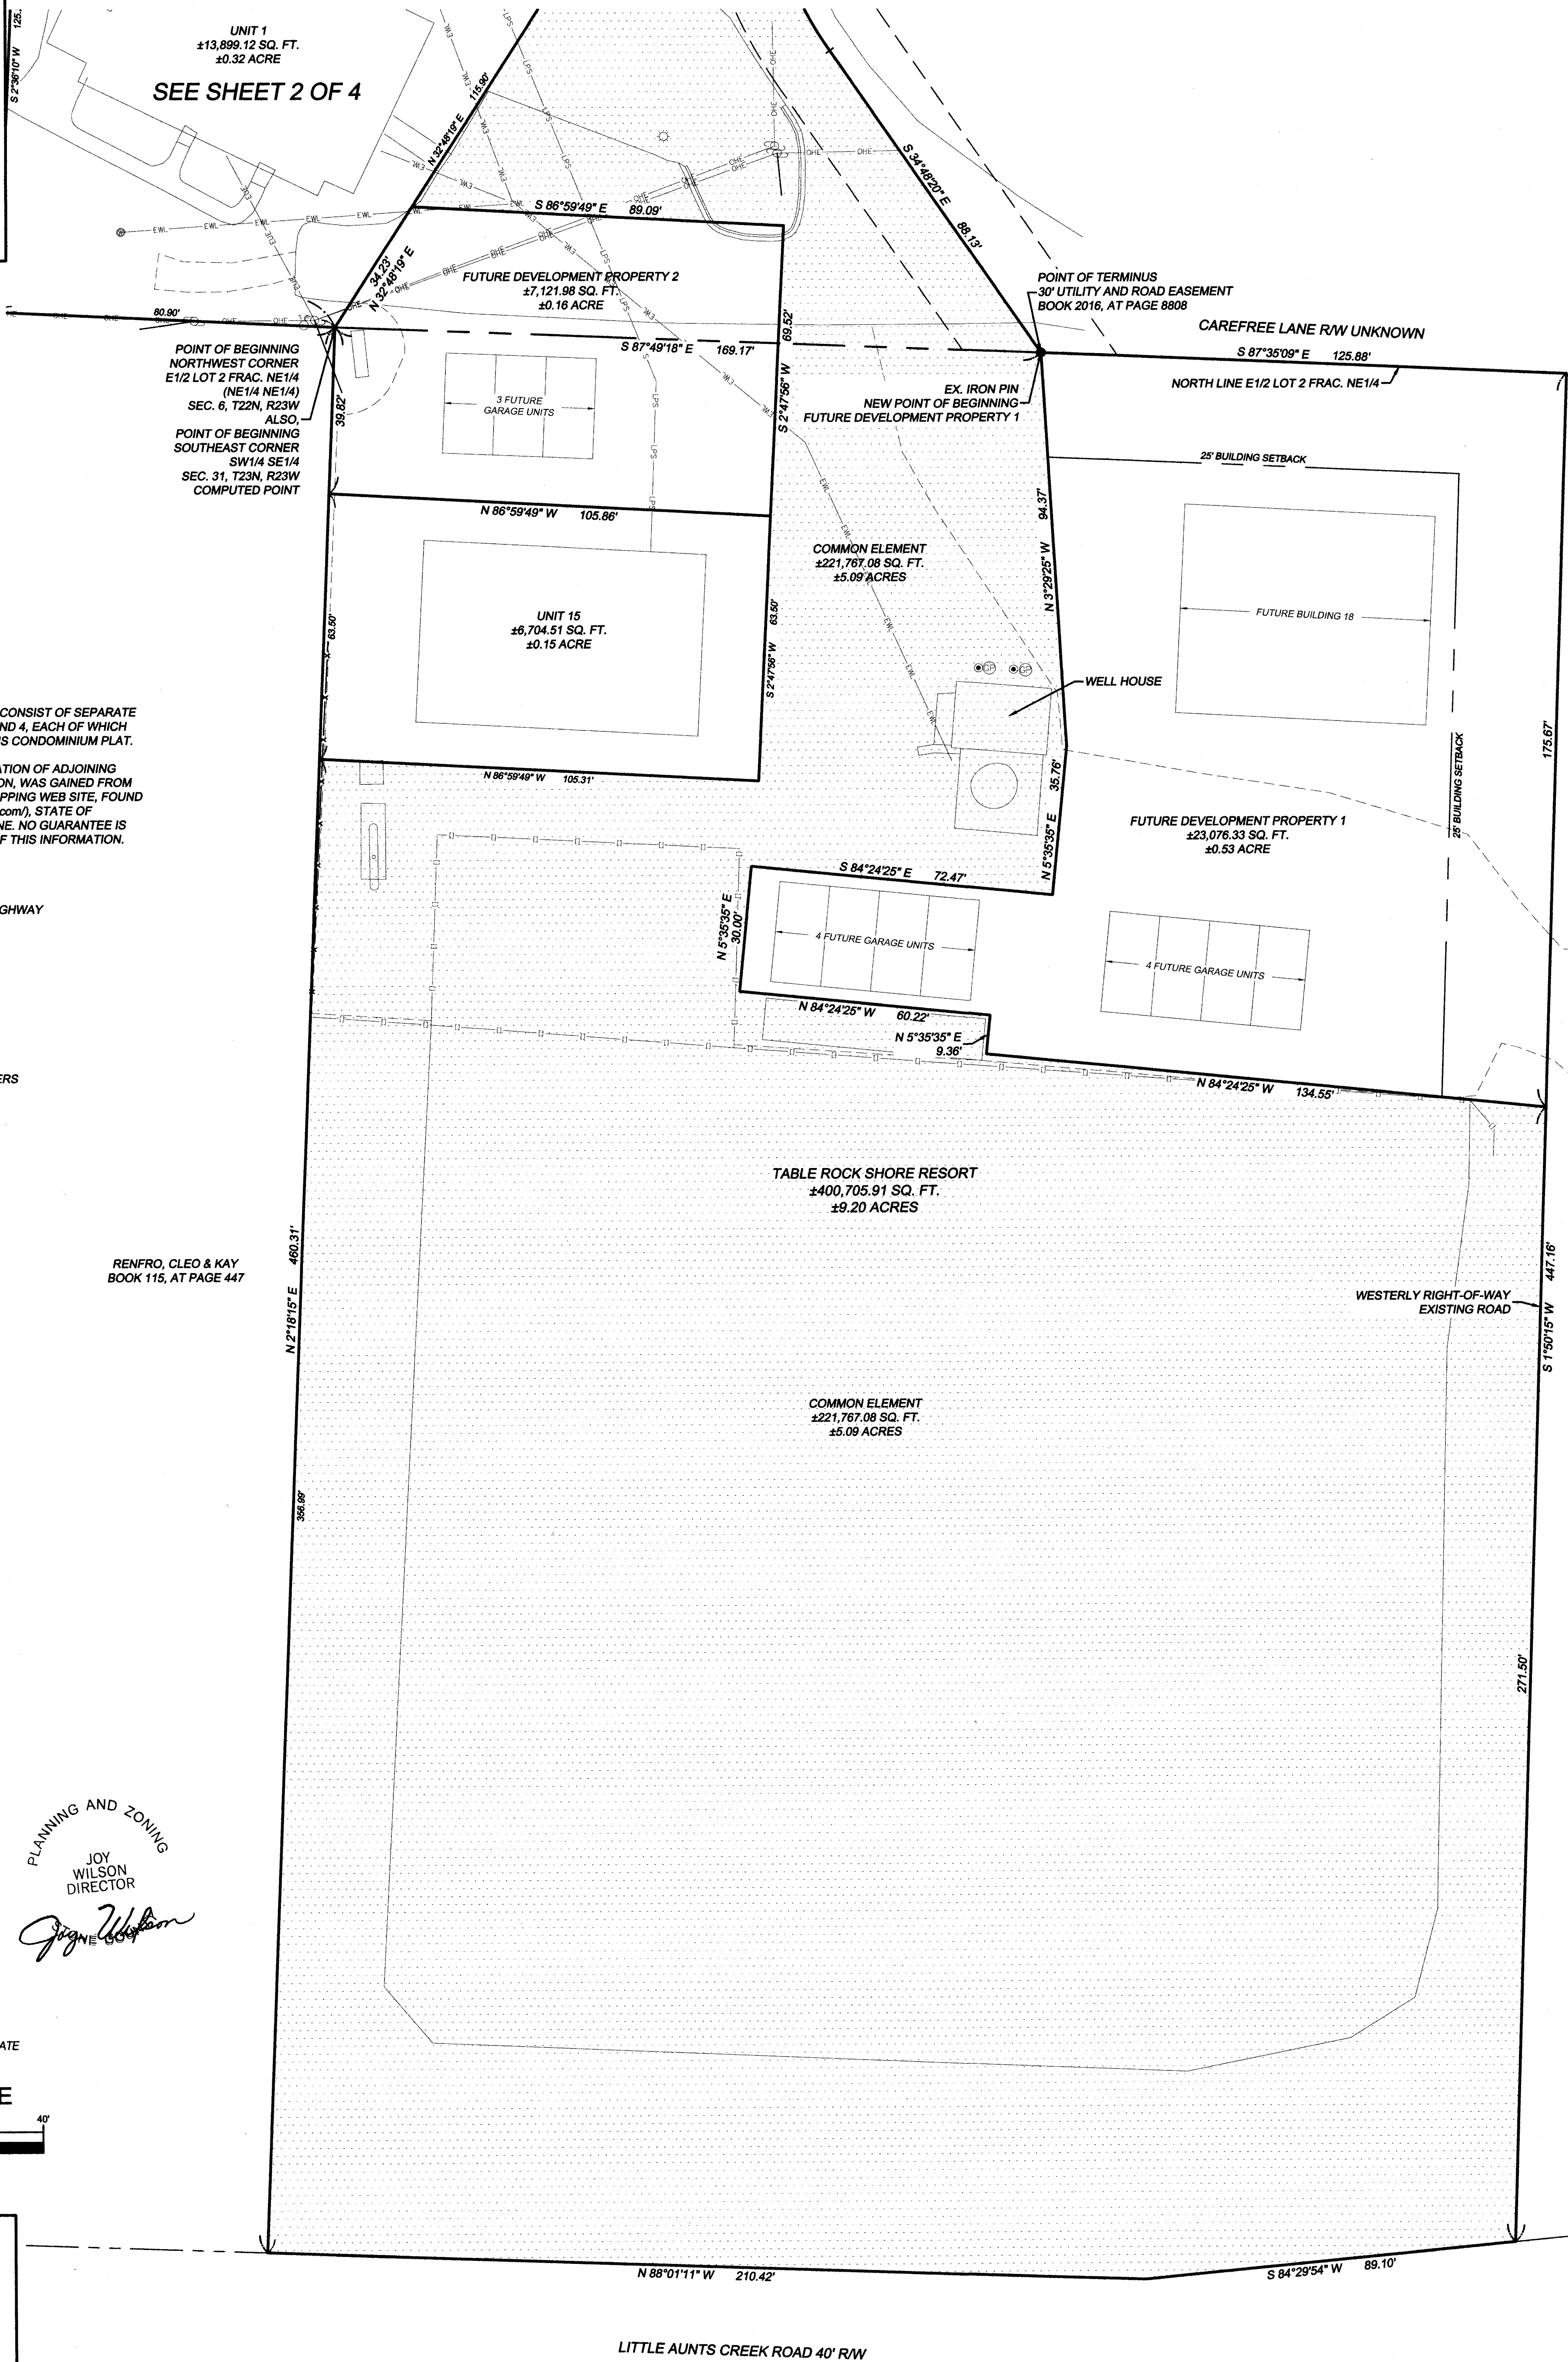 S 2°36'10" W 125.
UNIT 1
±13,899.12 SQ. FT.
±0.32 ACRE
SEE SHEET 2 OF 4
N 32°48'19" E 115.90'
S 86°59'49" E 89.09'
S 34°48'20" E 88.13'
34.23'
N 32°48'19" E
FUTURE DEVELOPMENT PROPERTY 2
±7,121.98 SQ. FT.
±0.16 ACRE
80.90'
POINT OF TERMINUS
30' UTILITY AND ROAD EASEMENT
BOOK 2016, AT PAGE 8808
CAREFREE LANE R/W UNKNOWN
S 87°35'09" E 125.88'
NORTH LINE E1/2 LOT 2 FRAC. NE1/4
S 87°49'18" E 169.17'
S 2°47'56" W 69.52'
POINT OF BEGINNING
NORTHWEST CORNER
E1/2 LOT 2 FRAC. NE1/4
(NE1/4 NE1/4)
SEC. 6, T22N, R23W
ALSO,
POINT OF BEGINNING
SOUTHEAST CORNER
SW1/4 SE1/4
SEC. 31, T23N, R23W
COMPUTED POINT
39.82'
3 FUTURE
GARAGE UNITS
EX. IRON PIN
NEW POINT OF BEGINNING
FUTURE DEVELOPMENT PROPERTY 1
25' BUILDING SETBACK
N 86°59'49" W 105.86'
N 3°29'25" W 94.37'
COMMON ELEMENT
±221,767.08 SQ. FT.
±5.09 ACRES
UNIT 15
±6,704.51 SQ. FT.
±0.15 ACRE
63.50'
S 2°47'56" W 63.50'
FUTURE BUILDING 18
GP
GP
WELL HOUSE
CONSIST OF SEPARATE
ND 4, EACH OF WHICH
IS CONDOMINIUM PLAT.
N 86°59'49" W 105.31'
ATION OF ADJOINING
ON, WAS GAINED FROM
PPING WEB SITE, FOUND
com/), STATE OF
NE. NO GUARANTEE IS
F THIS INFORMATION.
175.67'
25' BUILDING SETBACK
N 5°35'35" E 35.76'
FUTURE DEVELOPMENT PROPERTY 1
±23,076.33 SQ. FT.
±0.53 ACRE
S 84°24'25" E 72.47'
GHWAY
N 5°35'35" E
30.00'
4 FUTURE GARAGE UNITS
4 FUTURE GARAGE UNITS
N 84°24'25" W 60.22'
N 5°35'35" E
9.36'
ERS
N 84°24'25" W 134.55'
TABLE ROCK SHORE RESORT
±400,705.91 SQ. FT.
±9.20 ACRES
RENFRO, CLEO & KAY
BOOK 115, AT PAGE 447
N 2°18'15" E 460.31'
WESTERLY RIGHT-OF-WAY
EXISTING ROAD
S 1°50'15" W 447.16'
COMMON ELEMENT
±221,767.08 SQ. FT.
±5.09 ACRES
356.99'
271.50'
PLANNING AND ZONING
JOY
WILSON
DIRECTOR
ATE
E
40'
N 88°01'11" W 210.42'
S 84°29'54" W 89.10'
LITTLE AUNTS CREEK ROAD 40' R/W